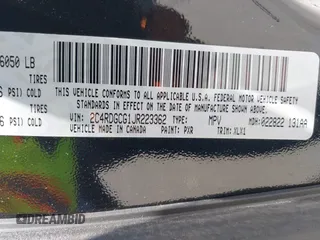 6050 LB
TIRES
PSI) COLD
TIRES
PSI) COLD
THIS VEHICLE CONFORMS TO ALL APPLICABLE U.S.A. FEDERAL MOTOR VEHICLE SAFETY
STANDARDS IN EFFECT ON THE DATE OF MANUFACTURE SHOWN ABOVE.
VIN: 2C4RDGCG1JR223362 TYPE: MPV MDH: 022822 131AA
VEHICLE MADE IN CANADA PAINT: PXR TRIM: XLX1
DREAMBID